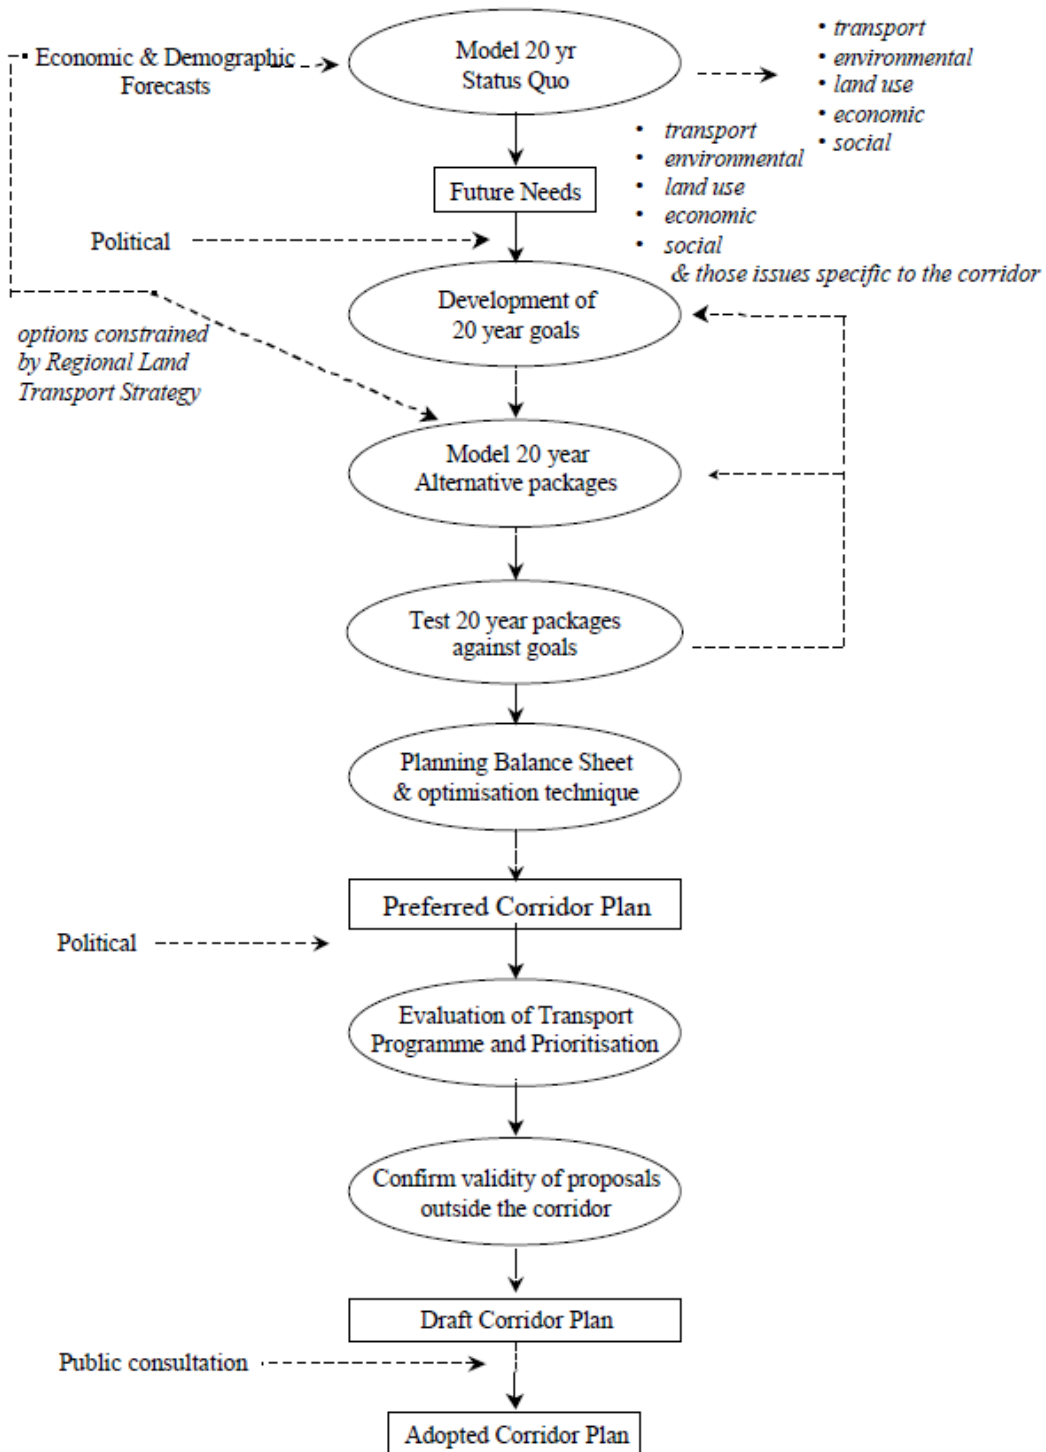 Economic & Demographic
Forecasts
Model 20 yr
Status Quo
• transport
• environmental
• land use
• economic
• social
• transport
• environmental
• land use
• economic
• social
& those issues specific to the corridor
Future Needs
Political
Development of
20 year goals
options constrained
by Regional Land
Transport Strategy
Model 20 year
Alternative packages
Test 20 year packages
against goals
Planning Balance Sheet
& optimisation technique
Preferred Corridor Plan
Political
Evaluation of Transport
Programme and Prioritisation
Confirm validity of proposals
outside the corridor
Draft Corridor Plan
Public consultation
Adopted Corridor Plan